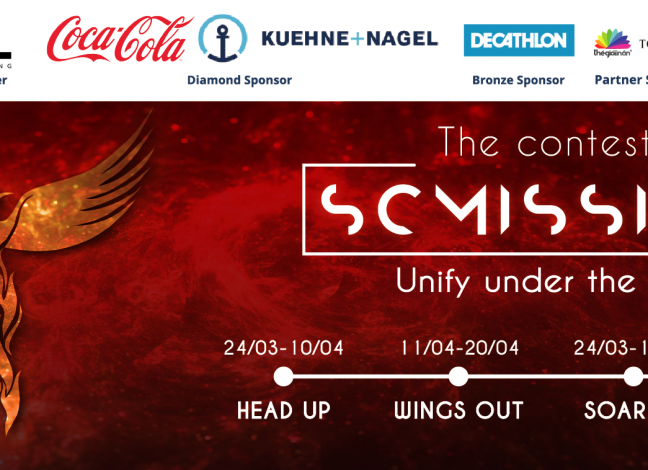 Coca-Cola
KUEHNE+NAGEL
DECATHLON
thếgiớiinấn
Diamond Sponsor
Bronze Sponsor
Partner S
The contest
SCMISSI
Unify under the
24/03-10/04
11/04-20/04
24/03-1
HEAD UP
WINGS OUT
SOAR